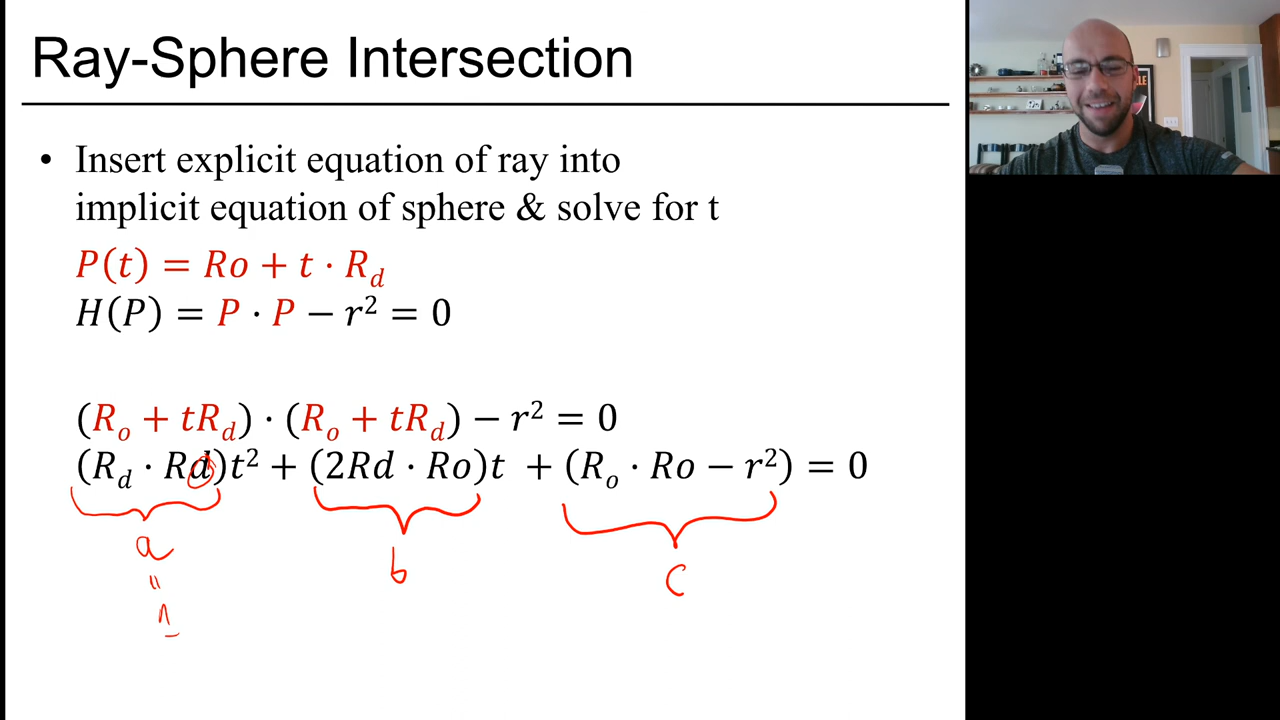 Ray-Sphere Intersection
• Insert explicit equation of ray into
implicit equation of sphere & solve for t
P(t) = Ro + t · R_d
H(P) = P · P − r² = 0
(R_o + tR_d) · (R_o + tR_d) − r² = 0
(R_d · Rd)t² + (2Rd · Ro)t + (R_o · Ro − r²) = 0
a b c
=
1